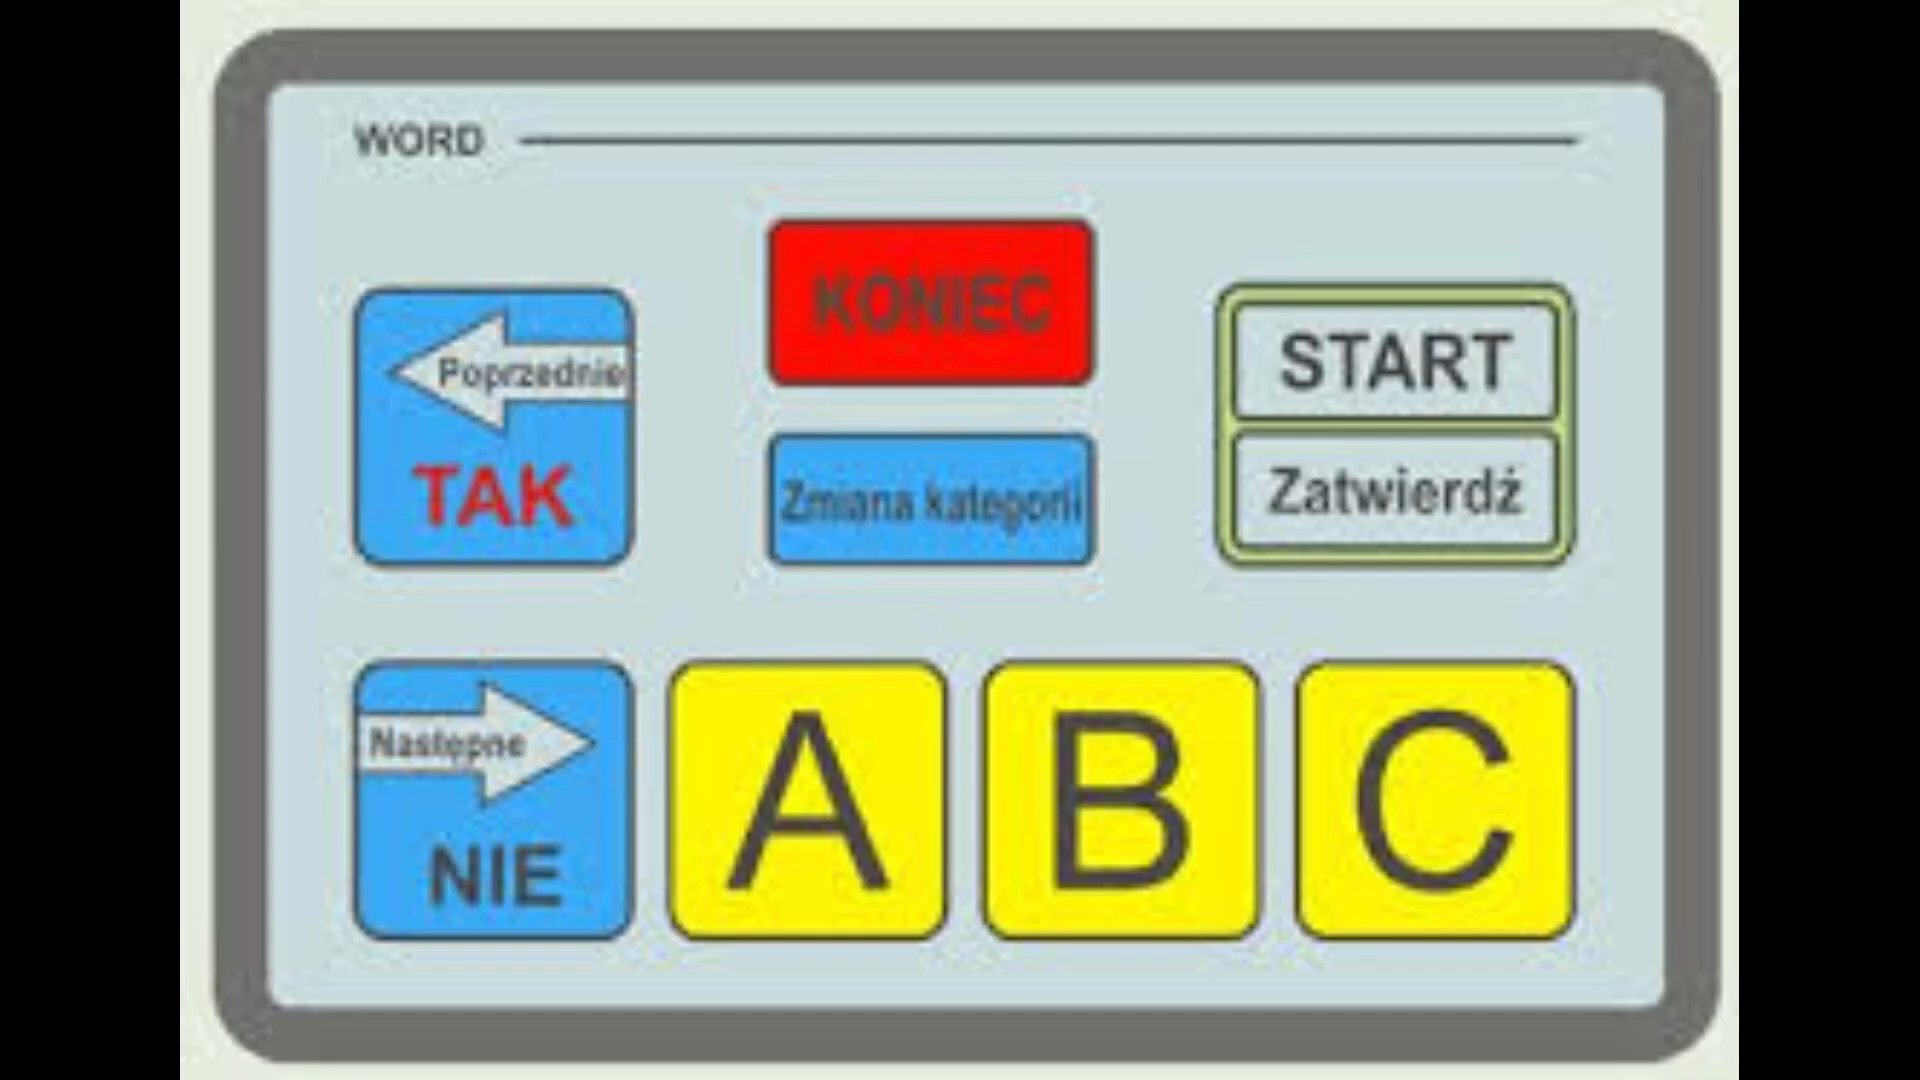 WORD
KONIEC
Poprzednie
TAK
START
Zmiana kategorii
Zatwierdź
Następne
NIE
A B C